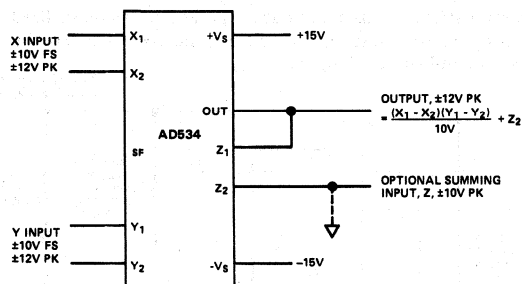 X INPUT
±10V FS
±12V PK
X1
X2
SF
Y INPUT
±10V FS
±12V PK
Y1
Y2
AD534
+VS
+15V
OUT
Z1
OUTPUT, ±12V PK
= (X1 - X2)(Y1 - Y2)
10V
+ Z2
Z2
OPTIONAL SUMMING
INPUT, Z, ±10V PK
-VS
-15V